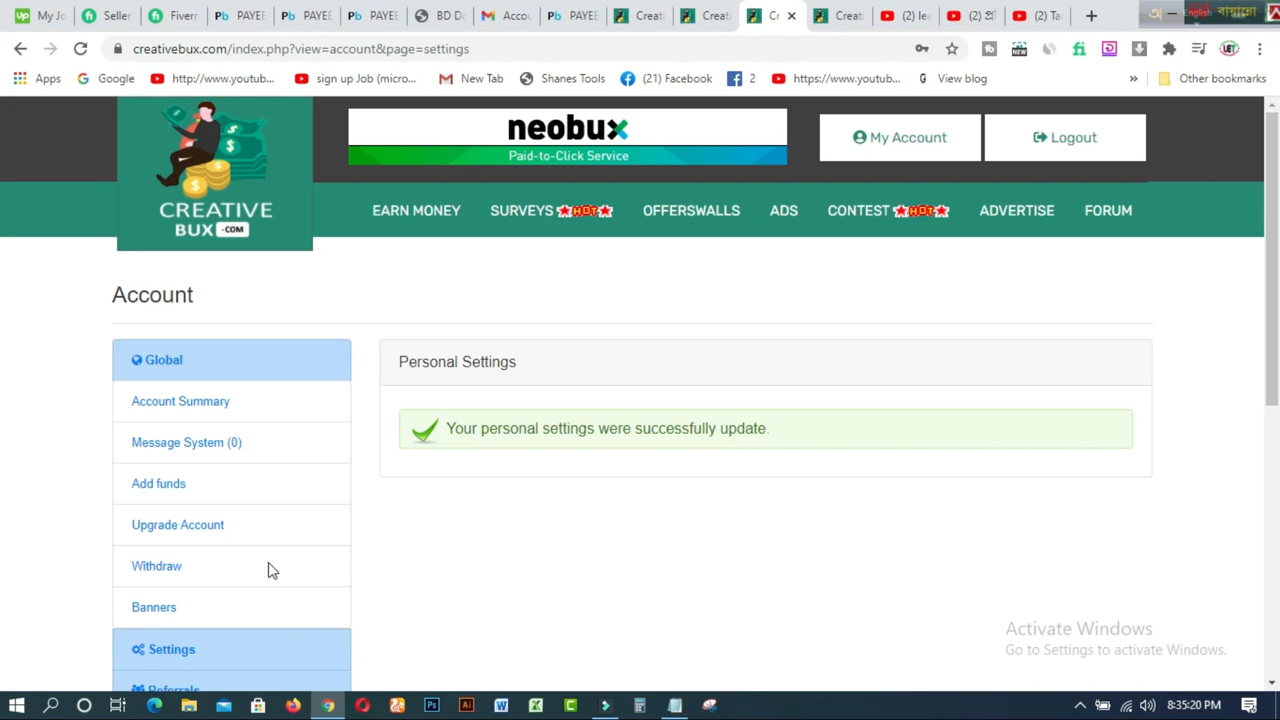 My Jo
Seller
Fiverr
PAYEE
PAYEE
PAYEE
BD D
Accou
PAYEE
Creat
Creat
Cr
Creati
(2) Ta
English
creativebux.com/index.php?view=account&page=settings
Apps
Google
http://www.youtub...
sign up Job (micro...
New Tab
Shanes Tools
(21) Facebook
2
https://www.youtub...
View blog
Other bookmarks
CREATIVE
BUX .COM
neobux
Paid-to-Click Service
My Account
Logout
EARN MONEY
SURVEYS HOT
OFFERSWALLS
ADS
CONTEST HOT
ADVERTISE
FORUM
Account
Global
Account Summary
Message System (0)
Add funds
Upgrade Account
Withdraw
Banners
Settings
Referrals
Personal Settings
Your personal settings were successfully update.
Activate Windows
Go to Settings to activate Windows.
8:35:20 PM